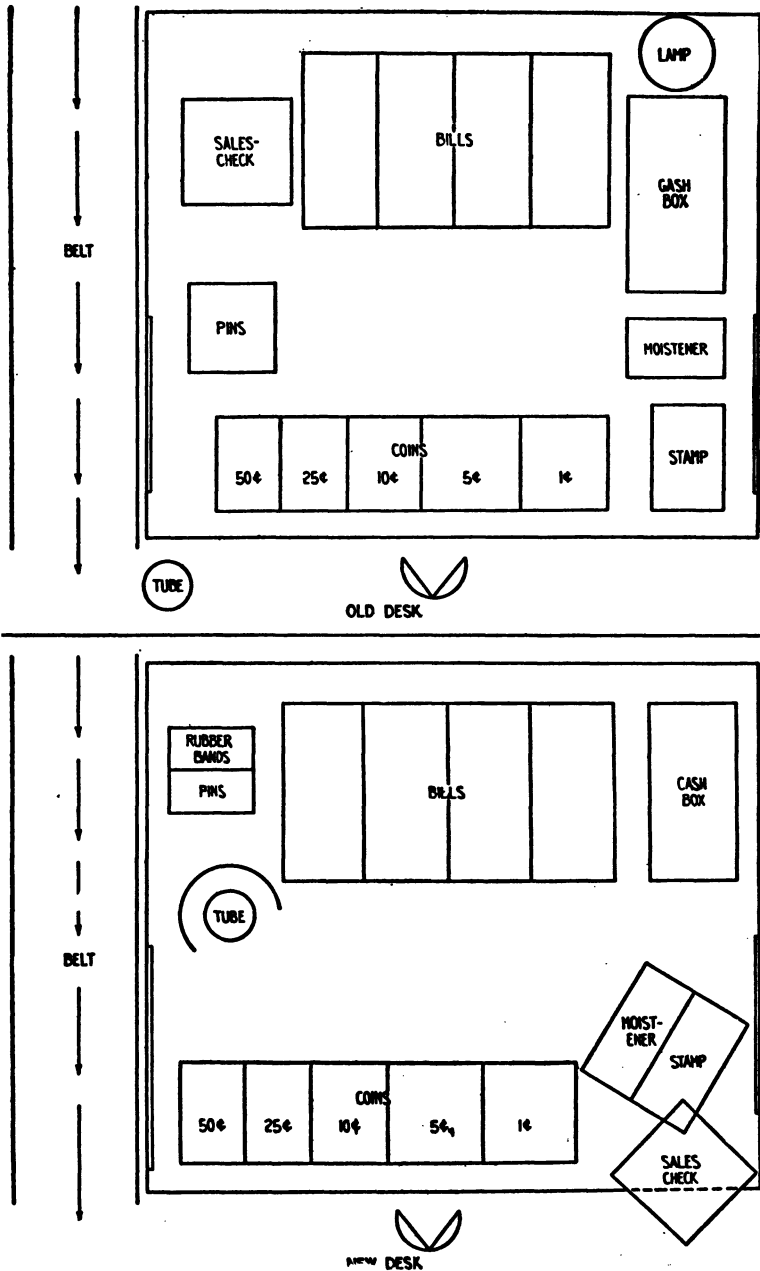 LAMP
SALES-
CHECK
BILLS
CASH
BOX
BELT
PINS
MOISTENER
COINS
50¢ 25¢ 10¢ 5¢ 1¢
STAMP
TUBE
OLD DESK
RUBBER
BANDS
PINS
BILLS
CASH
BOX
TUBE
BELT
MOIST-
ENER
STAMP
COINS
50¢ 25¢ 10¢ 5¢ 1¢
SALES
CHECK
NEW DESK